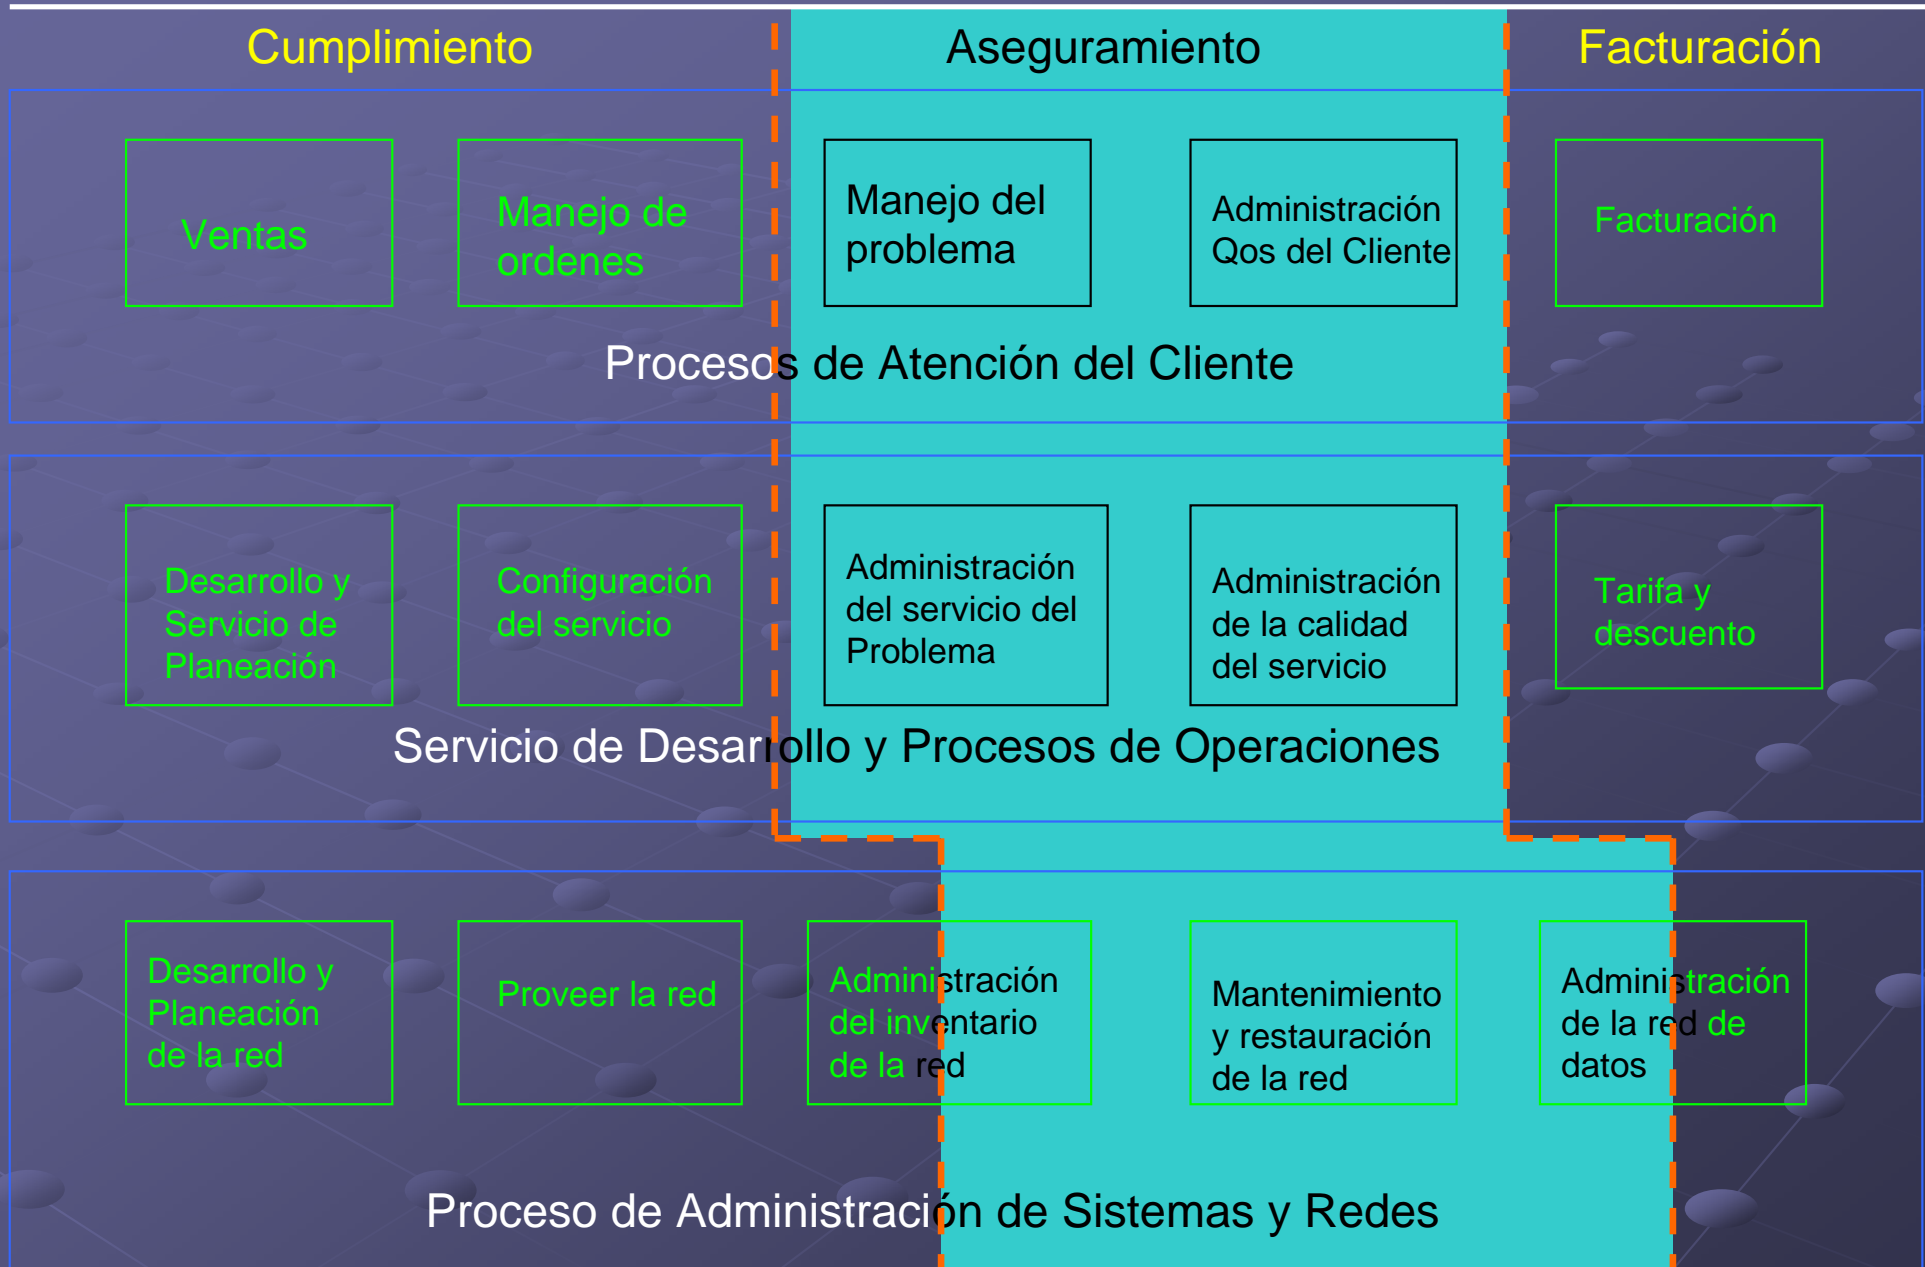 Cumplimiento
Aseguramiento
Facturación
Ventas
Manejo de
ordenes
Manejo del
problema
Administración
Qos del Cliente
Facturación
Procesos de Atención del Cliente
Desarrollo y
Servicio de
Planeación
Configuración
del servicio
Administración
del servicio del
Problema
Administración
de la calidad
del servicio
Tarifa y
descuento
Servicio de Desarrollo y Procesos de Operaciones
Desarrollo y
Planeación
de la red
Proveer la red
Administración
del inventario
de la red
Mantenimiento
y restauración
de la red
Administración
de la red de
datos
Proceso de Administración de Sistemas y Redes